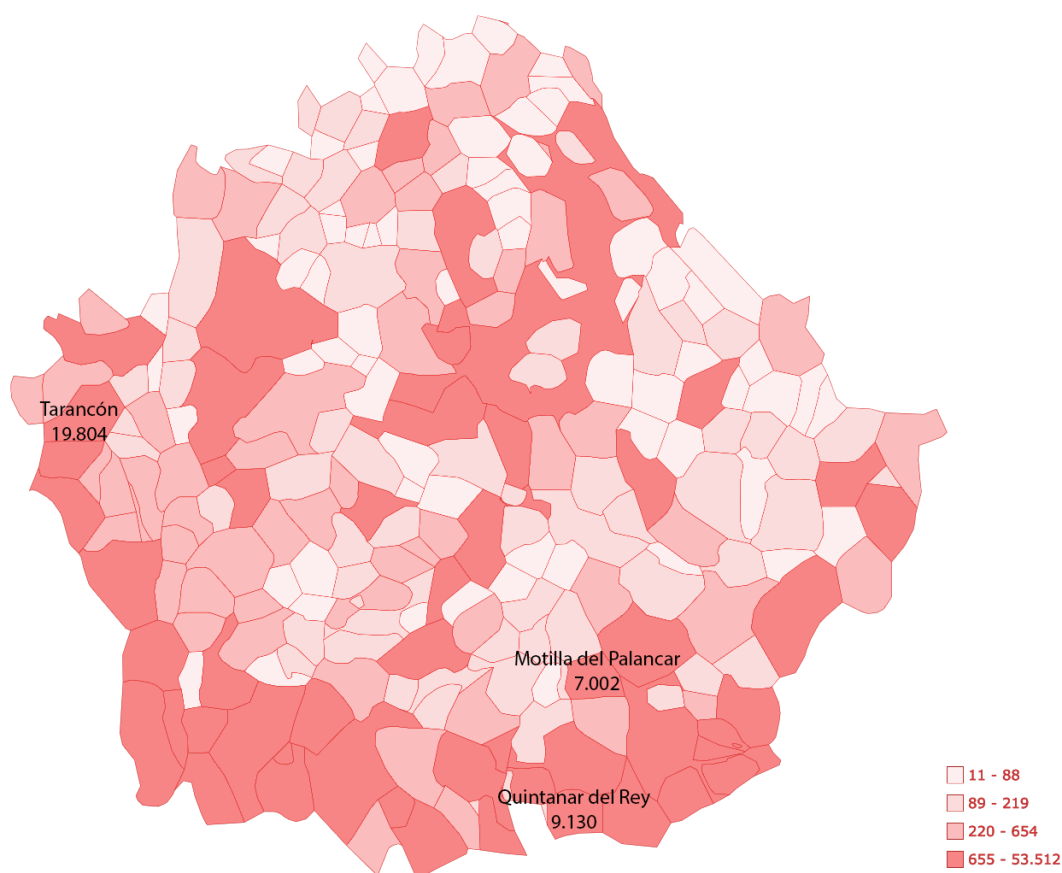 Tarancón
19.804
Motilla del Palancar
7.002
Quintanar del Rey
9.130
11 - 88
89 - 219
220 - 654
655 - 53.512